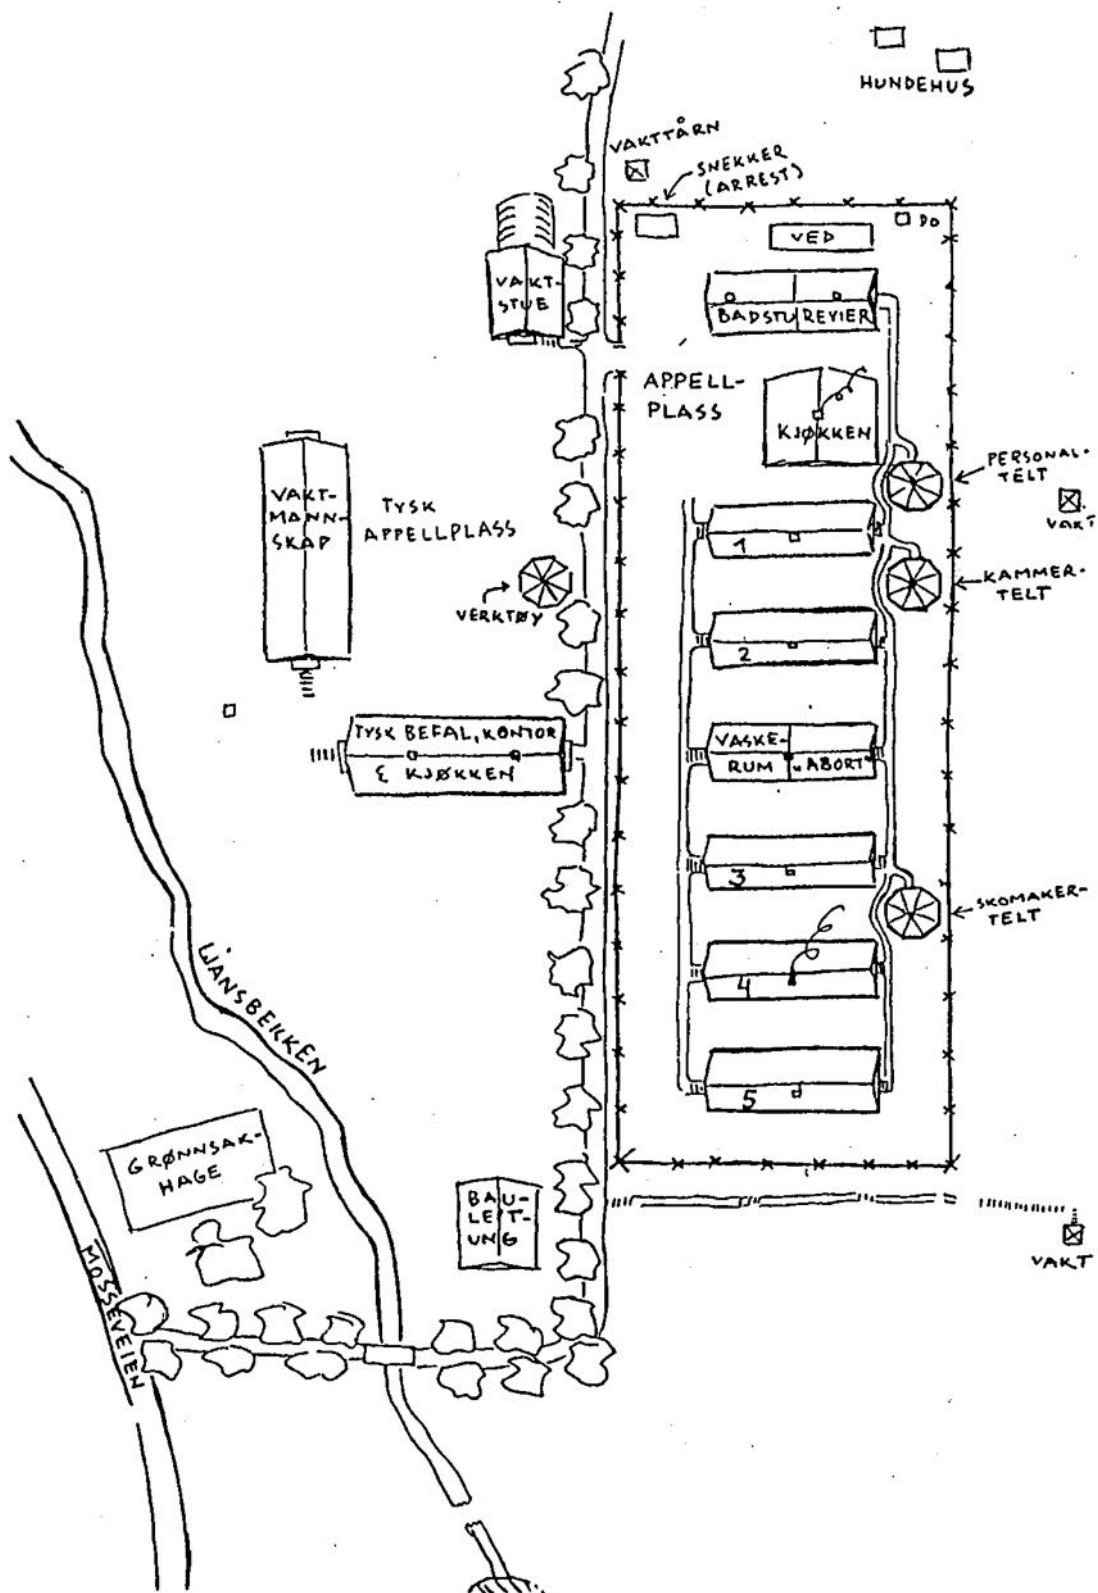 HUNDEHUS
VAKTTÅRN
SNEKKER
(ARREST)
DO
VED
VAKT-
STUE
BADSTU REVIER
APPELL-
PLASS
KJØKKEN
PERSONAL-
TELT
VAKT
VAKT-
MANN-
SKAP
TYSK
APPELLPLASS
1
KAMMER-
TELT
VERKTØY
2
TYSK BEFAL, KONTOR
& KJØKKEN
VASKE-
RUM "ABORT"
3
SKOMAKER-
TELT
4
LJANSBEKKEN
5
GRØNNSAK-
HAGE
BAU-
LEIT-
UNG
VAKT
MOSSEVEIEN